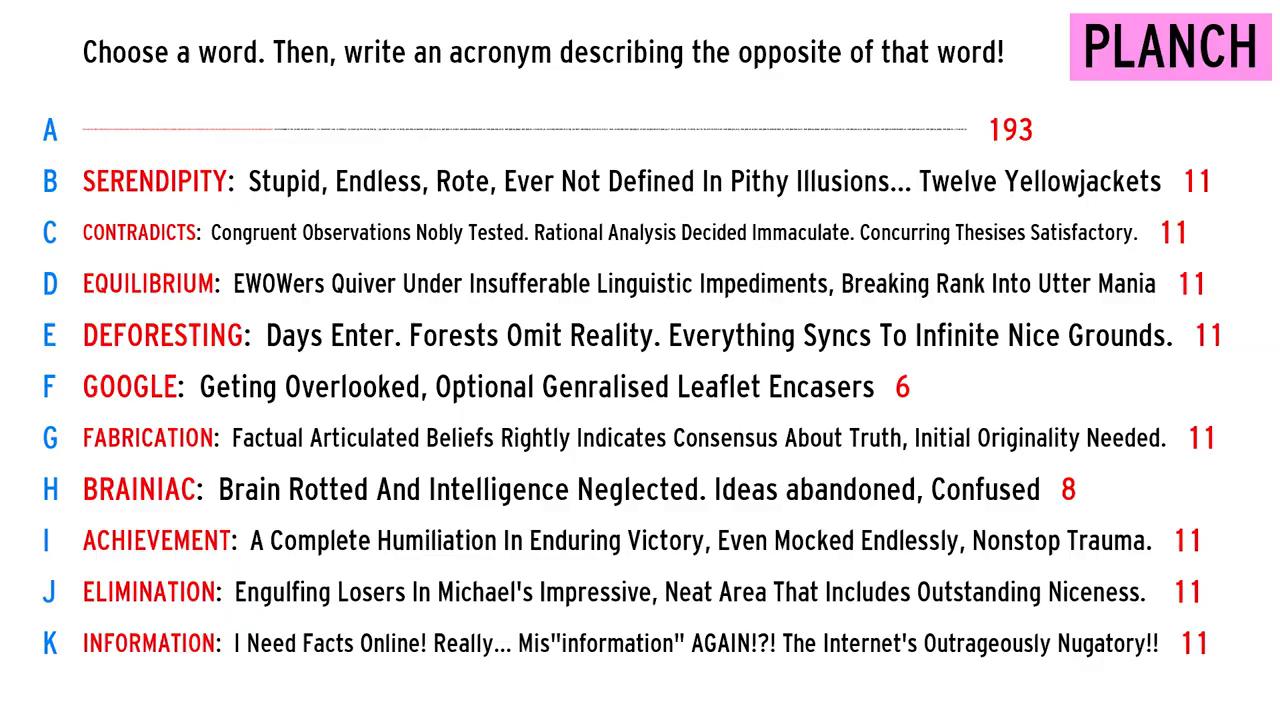 Choose a word. Then, write an acronym describing the opposite of that word!
PLANCH
A 193
B SERENDIPITY: Stupid, Endless, Rote, Ever Not Defined In Pithy Illusions... Twelve Yellowjackets 11
C CONTRADICTS: Congruent Observations Nobly Tested. Rational Analysis Decided Immaculate. Concurring Thesises Satisfactory. 11
D EQUILIBRIUM: EWOWers Quiver Under Insufferable Linguistic Impediments, Breaking Rank Into Utter Mania 11
E DEFORESTING: Days Enter. Forests Omit Reality. Everything Syncs To Infinite Nice Grounds. 11
F GOOGLE: Geting Overlooked, Optional Genralised Leaflet Encasers 6
G FABRICATION: Factual Articulated Beliefs Rightly Indicates Consensus About Truth, Initial Originality Needed. 11
H BRAINIAC: Brain Rotted And Intelligence Neglected. Ideas abandoned, Confused 8
I ACHIEVEMENT: A Complete Humiliation In Enduring Victory, Even Mocked Endlessly, Nonstop Trauma. 11
J ELIMINATION: Engulfing Losers In Michael's Impressive, Neat Area That Includes Outstanding Niceness. 11
K INFORMATION: I Need Facts Online! Really... Mis"information" AGAIN!?! The Internet's Outrageously Nugatory!! 11